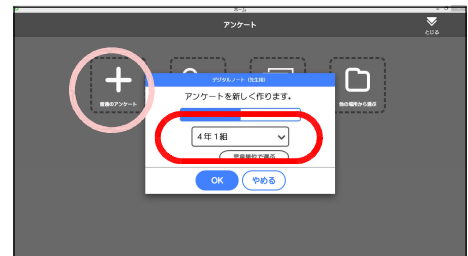 ホーム
アンケート
とじる
普通のアンケート
他の場所から選ぶ
デジタルノート (先生用)
アンケートを新しく作ります。
4年1組
OK
やめる